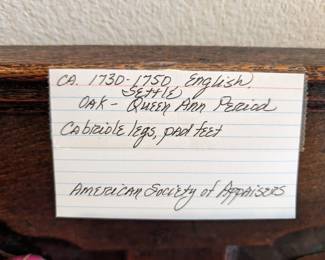 CA. 1730-1750 English
Settle
OAK - Queen Ann Period
Cabriole legs, pad feet
American Society of Appraisers